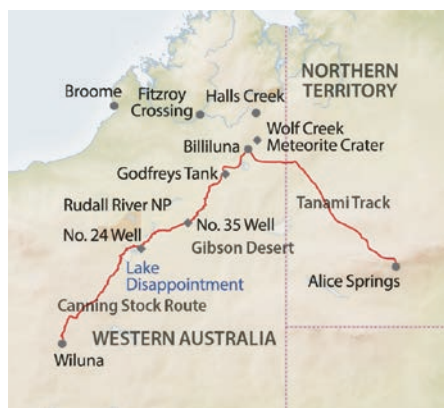 NORTHERN
TERRITORY
Broome
Fitzroy
Crossing
Halls Creek
Wolf Creek
Meteorite Crater
Billiluna
Godfreys Tank
Tanami Track
Rudall River NP
No. 35 Well
No. 24 Well
Gibson Desert
Lake
Disappointment
Alice Springs
Canning Stock Route
WESTERN AUSTRALIA
Wiluna